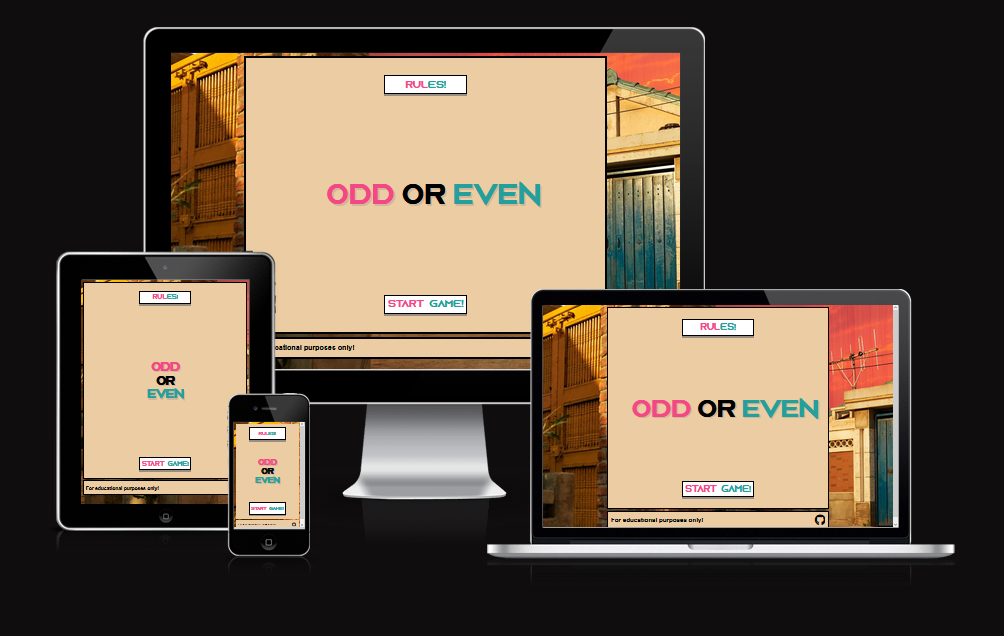 RULES!
ODD OR EVEN
START GAME!
cational purposes only!
RULES!
ODD
OR
EVEN
START GAME!
For educational purposes only!
RULES!
ODD
OR
EVEN
START GAME!
RULES!
ODD OR EVEN
START GAME!
For educational purposes only!